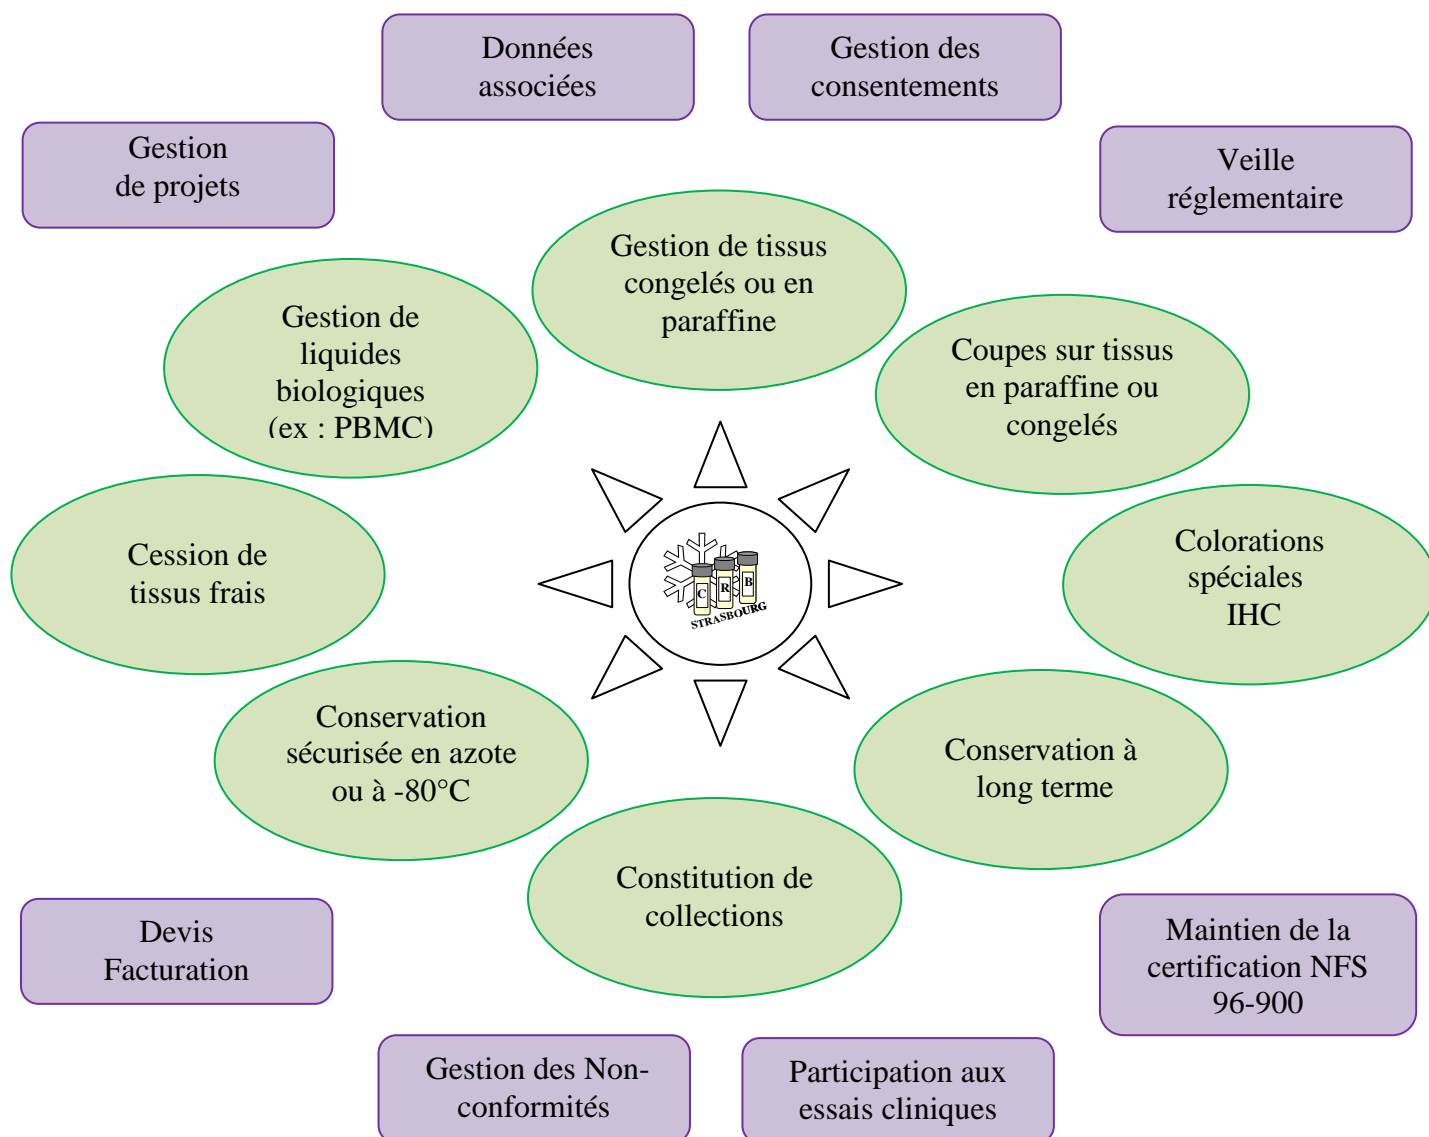 Données
associées
Gestion des
consentements
Gestion
de projets
Veille
réglementaire
Gestion de tissus
congelés ou en
paraffine
Gestion de
liquides
biologiques
(ex : PBMC)
Coupes sur tissus
en paraffine ou
congelés
Cession de
tissus frais
C R B
STRASBOURG
Colorations
spéciales
IHC
Conservation
sécurisée en azote
ou à -80°C
Conservation à
long terme
Constitution de
collections
Devis
Facturation
Maintien de la
certification NFS
96-900
Gestion des Non-
conformités
Participation aux
essais cliniques